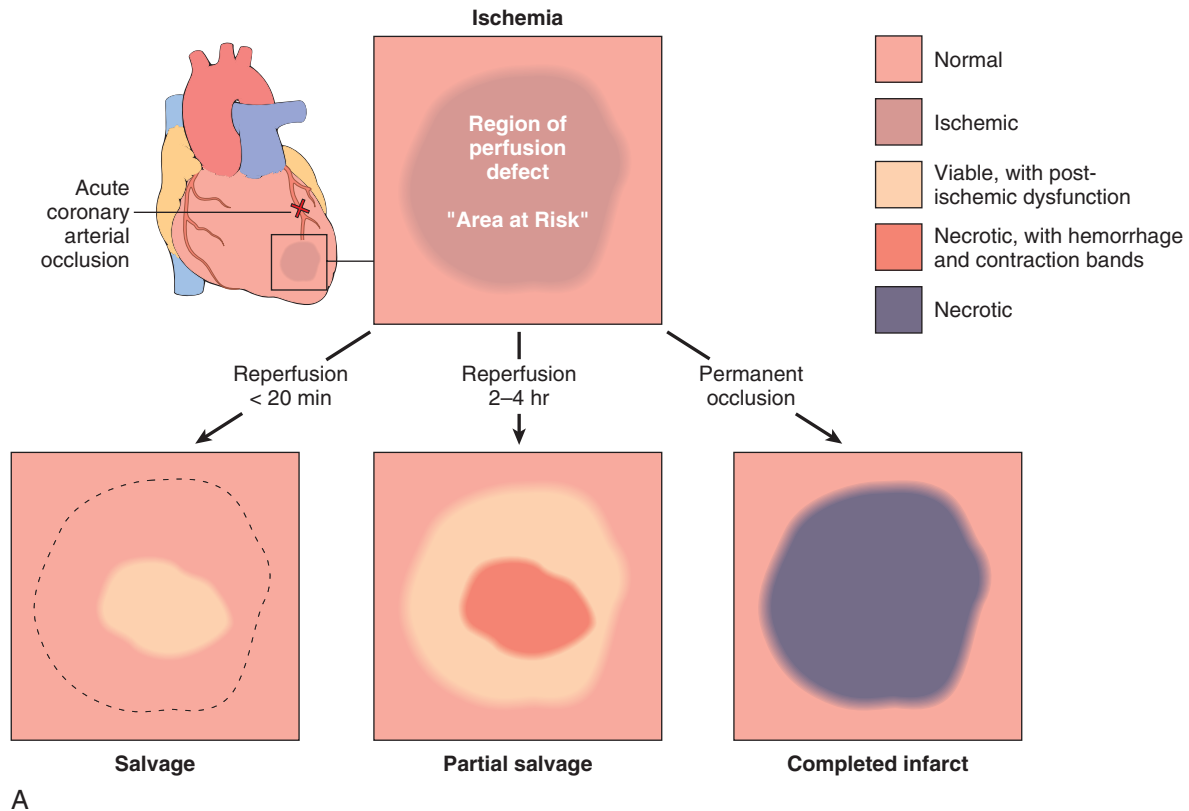 Ischemia
Acute
coronary
arterial
occlusion
Region of
perfusion
defect
"Area at Risk"
Normal
Ischemic
Viable, with post-
ischemic dysfunction
Necrotic, with hemorrhage
and contraction bands
Necrotic
Reperfusion
< 20 min
Reperfusion
2–4 hr
Permanent
occlusion
Salvage
Partial salvage
Completed infarct
A